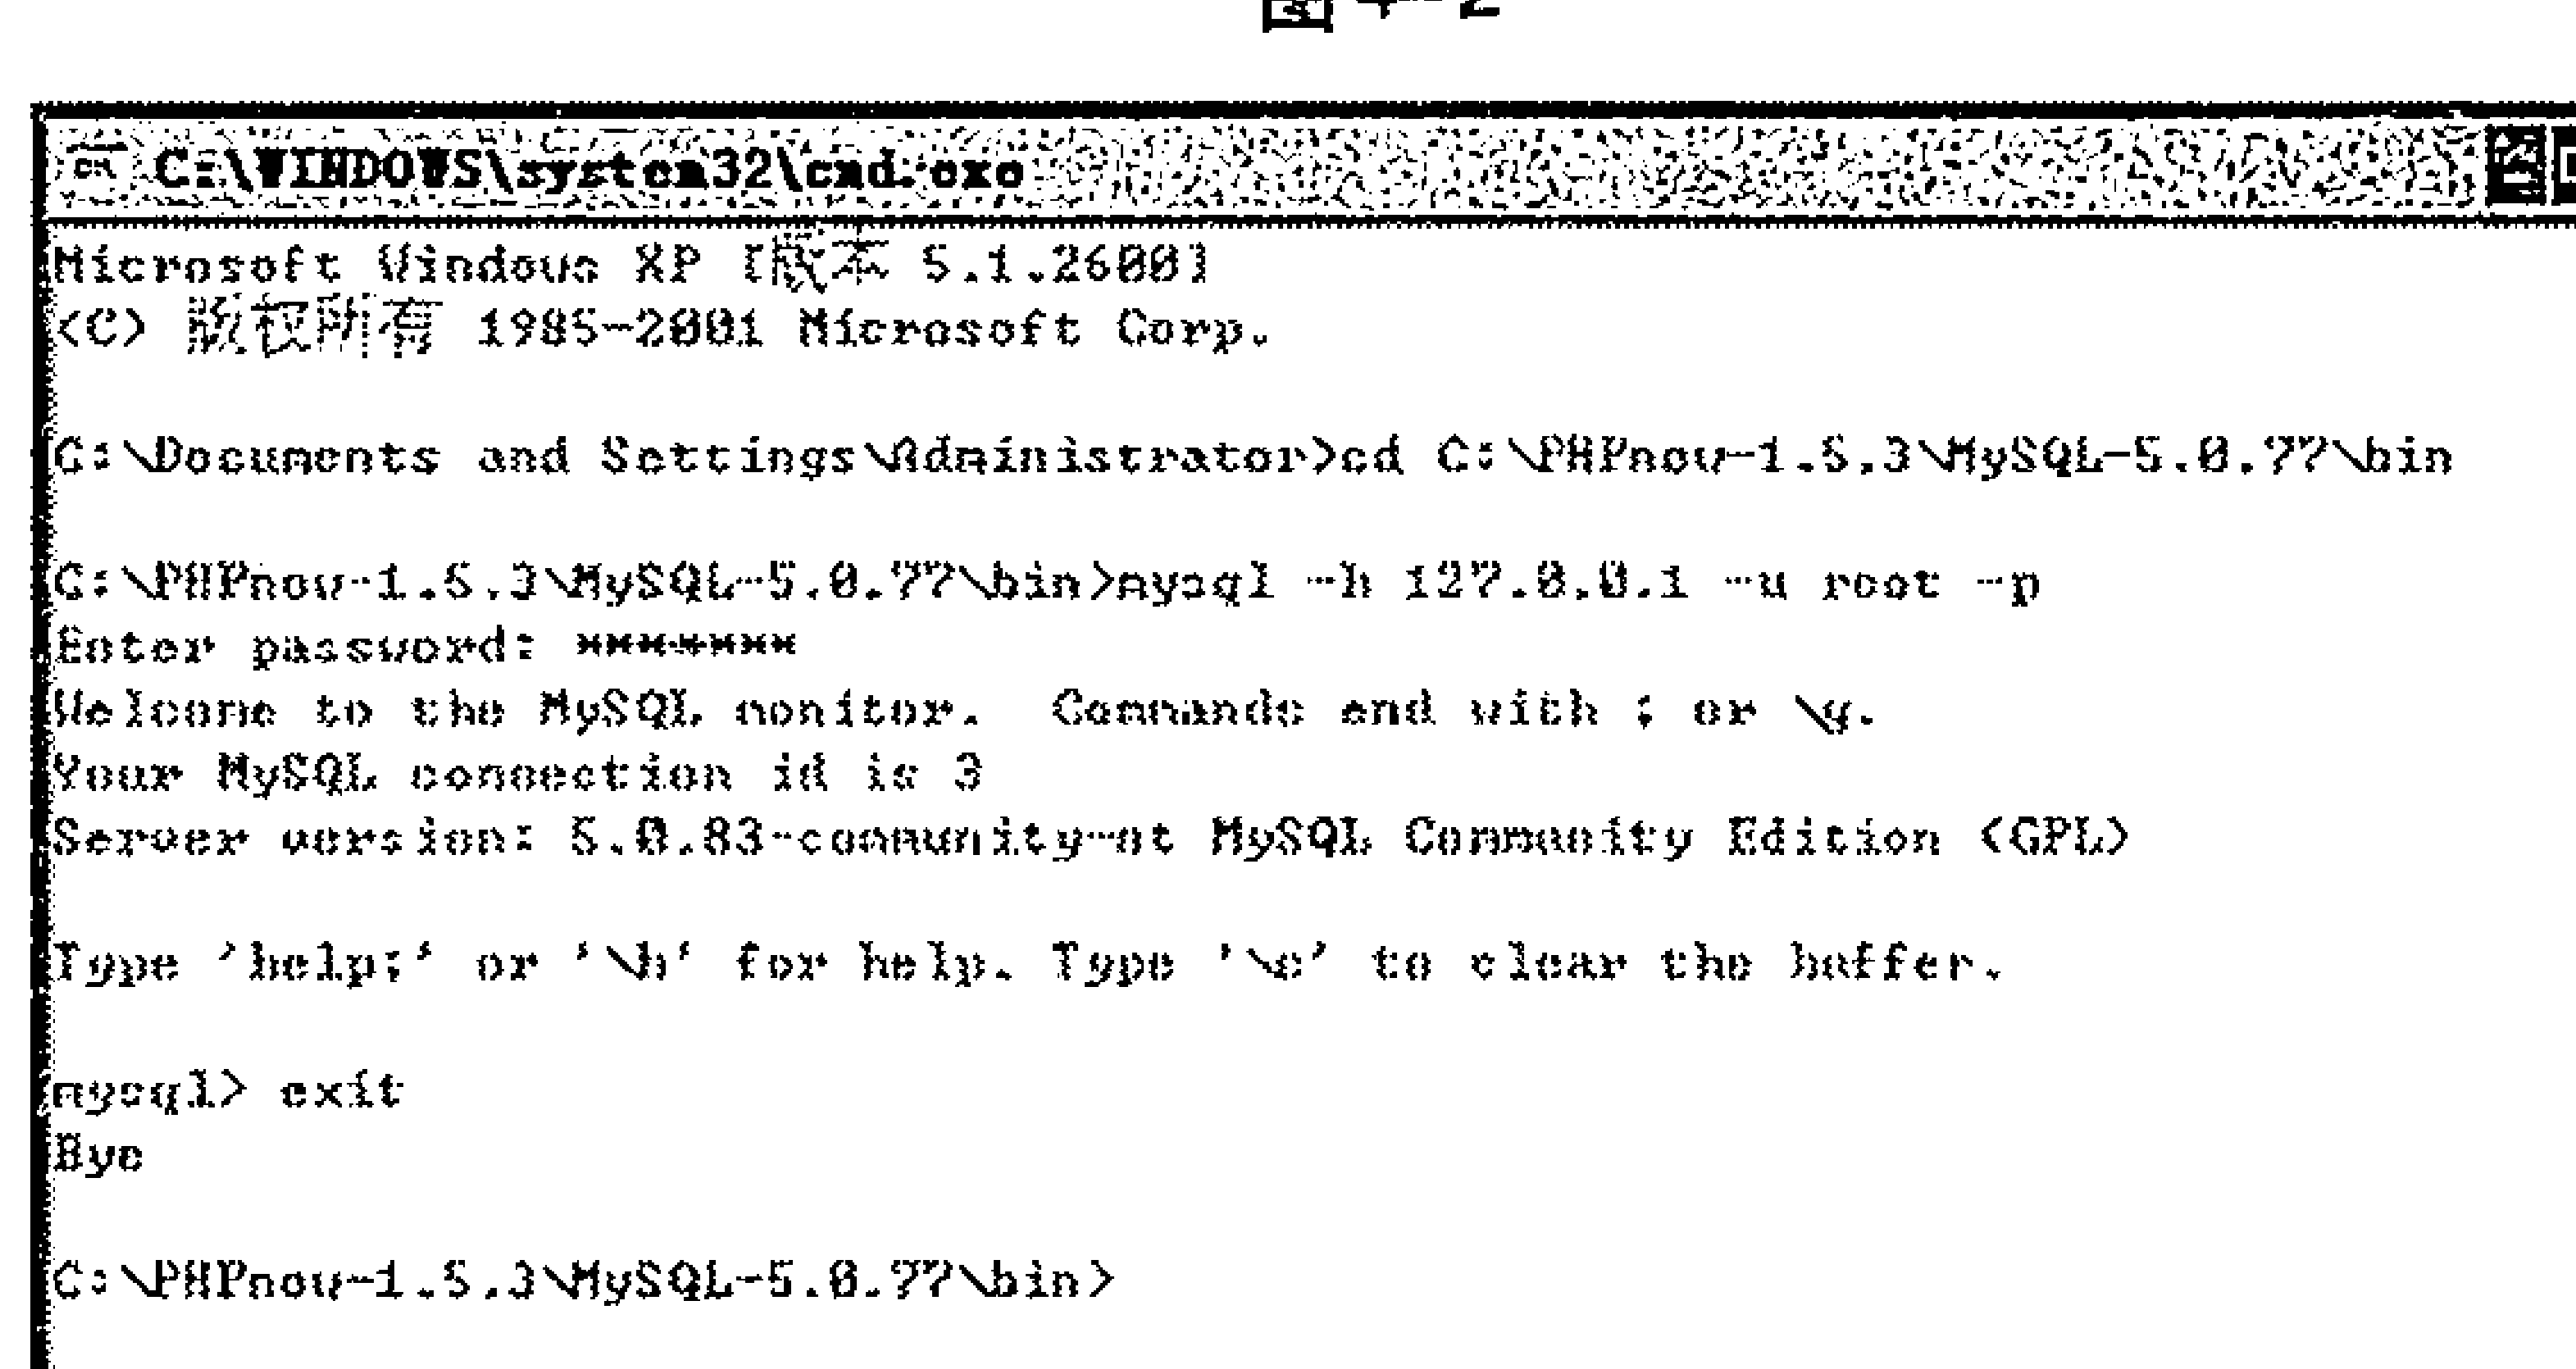 C:\WINDOWS\system32\cmd.exe
Microsoft Windows XP [版本 5.1.2600]
(C) 版权所有 1985-2001 Microsoft Corp.
C:\Documents and Settings\Administrator>cd C:\PHPnow-1.5.3\MySQL-5.0.77\bin
C:\PHPnow-1.5.3\MySQL-5.0.77\bin>mysql -h 127.0.0.1 -u root -p
Enter password: *******
Welcome to the MySQL monitor.  Commands end with ; or \g.
Your MySQL connection id is 3
Server version: 5.0.83-community-nt MySQL Community Edition (GPL)
Type 'help;' or '\h' for help. Type '\c' to clear the buffer.
mysql> exit
Bye
C:\PHPnow-1.5.3\MySQL-5.0.77\bin>